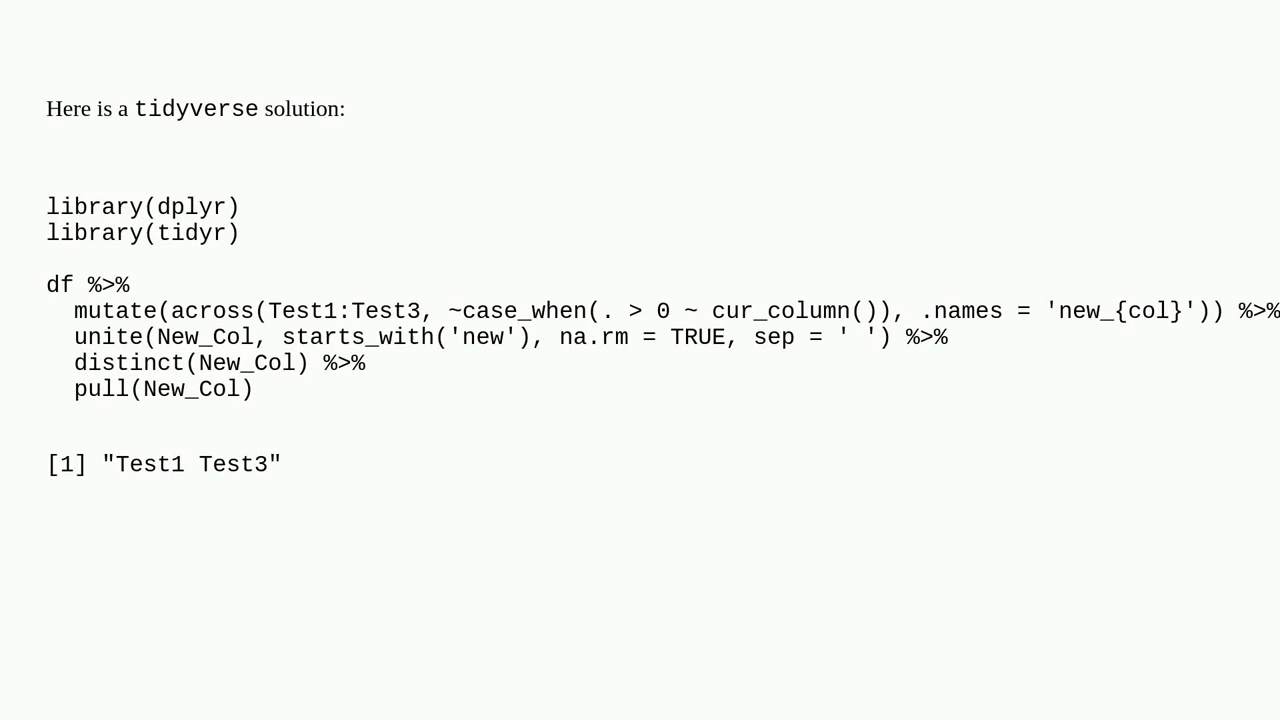 Here is a tidyverse solution:
library(dplyr)
library(tidyr)
df %>%
  mutate(across(Test1:Test3, ~case_when(. > 0 ~ cur_column()), .names = 'new_{col}')) %>%
  unite(New_Col, starts_with('new'), na.rm = TRUE, sep = ' ') %>%
  distinct(New_Col) %>%
  pull(New_Col)
[1] "Test1 Test3"